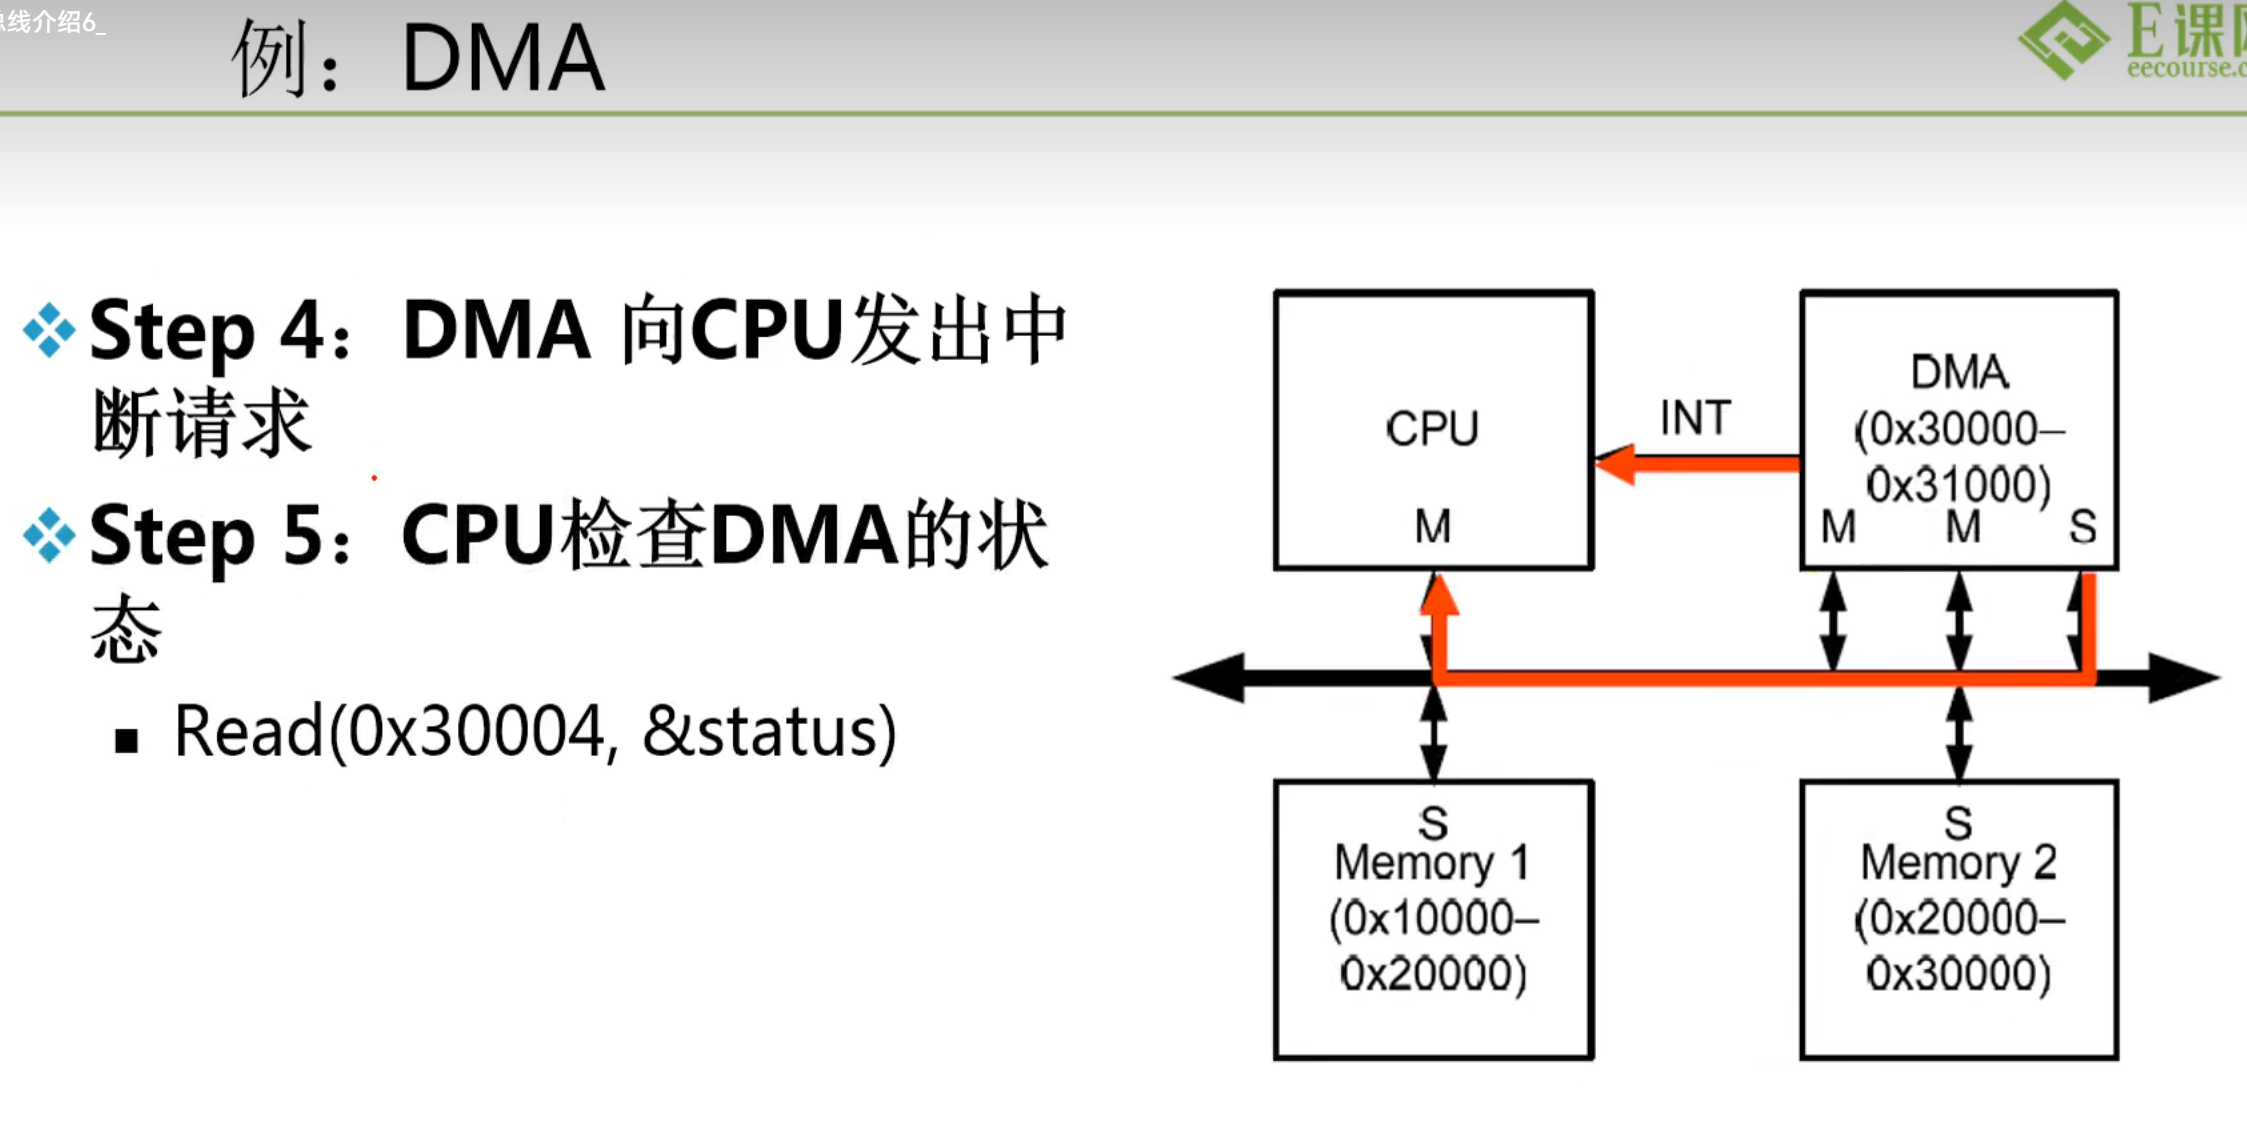 线介绍6_
例：DMA
E课
eecourse.c
Step 4：DMA 向CPU发出中
断请求
Step 5：CPU检查DMA的状
态
Read(0x30004, &status)
CPU
M
INT
DMA
(0x30000–
0x31000)
M M S
S
Memory 1
(0x10000–
0x20000)
S
Memory 2
(0x20000–
0x30000)